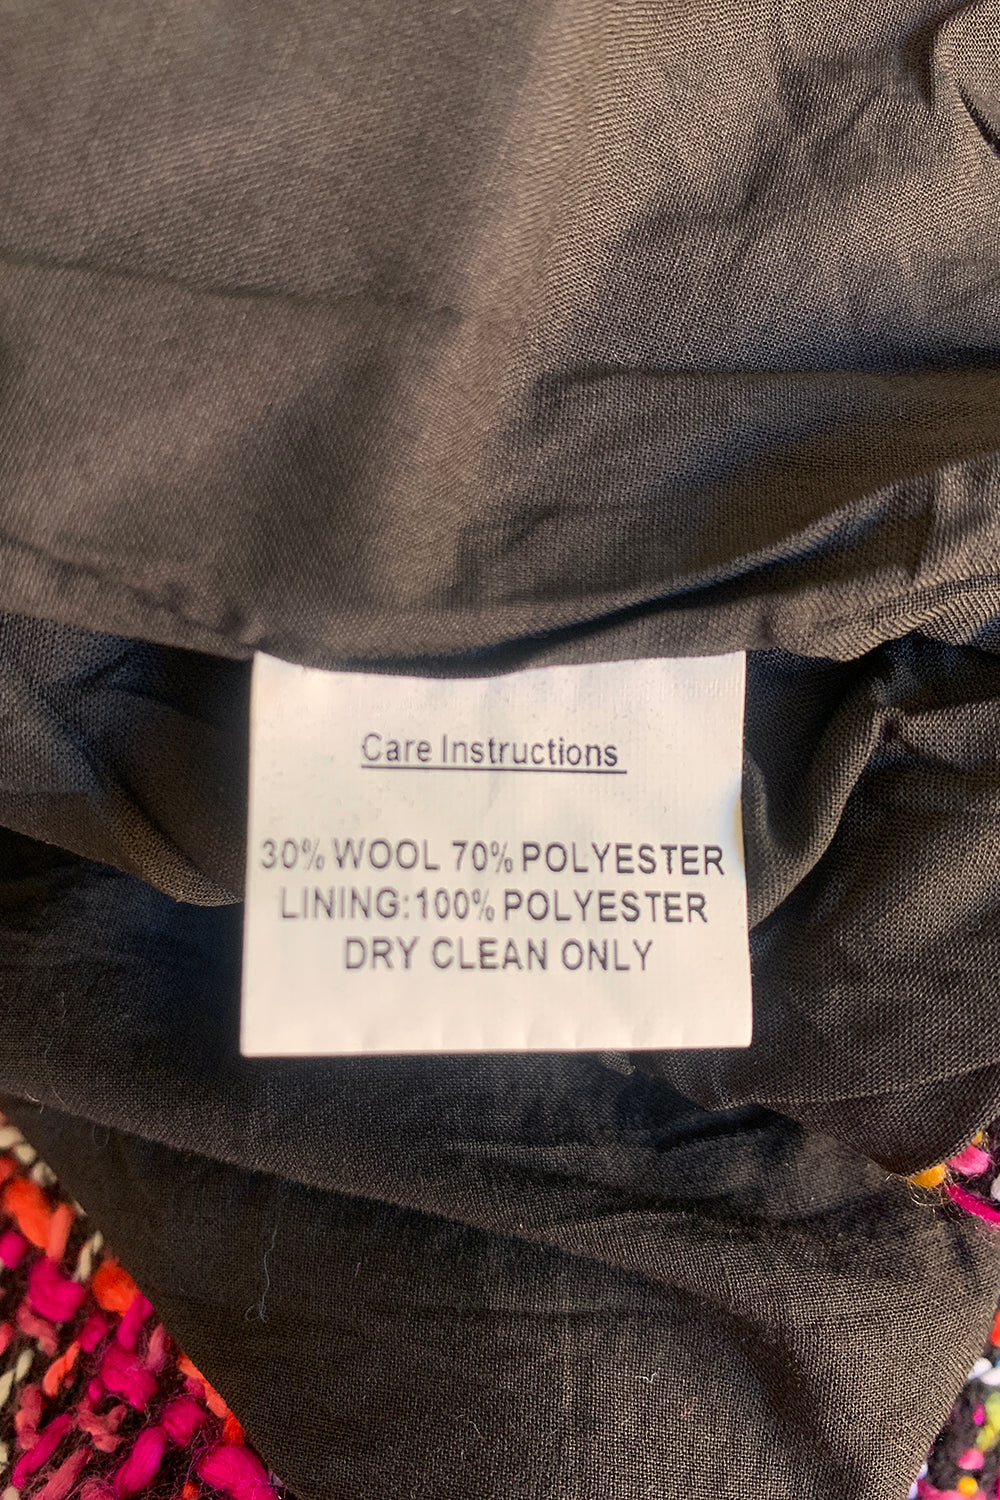 Care Instructions
30% WOOL 70% POLYESTER
LINING:100% POLYESTER
DRY CLEAN ONLY